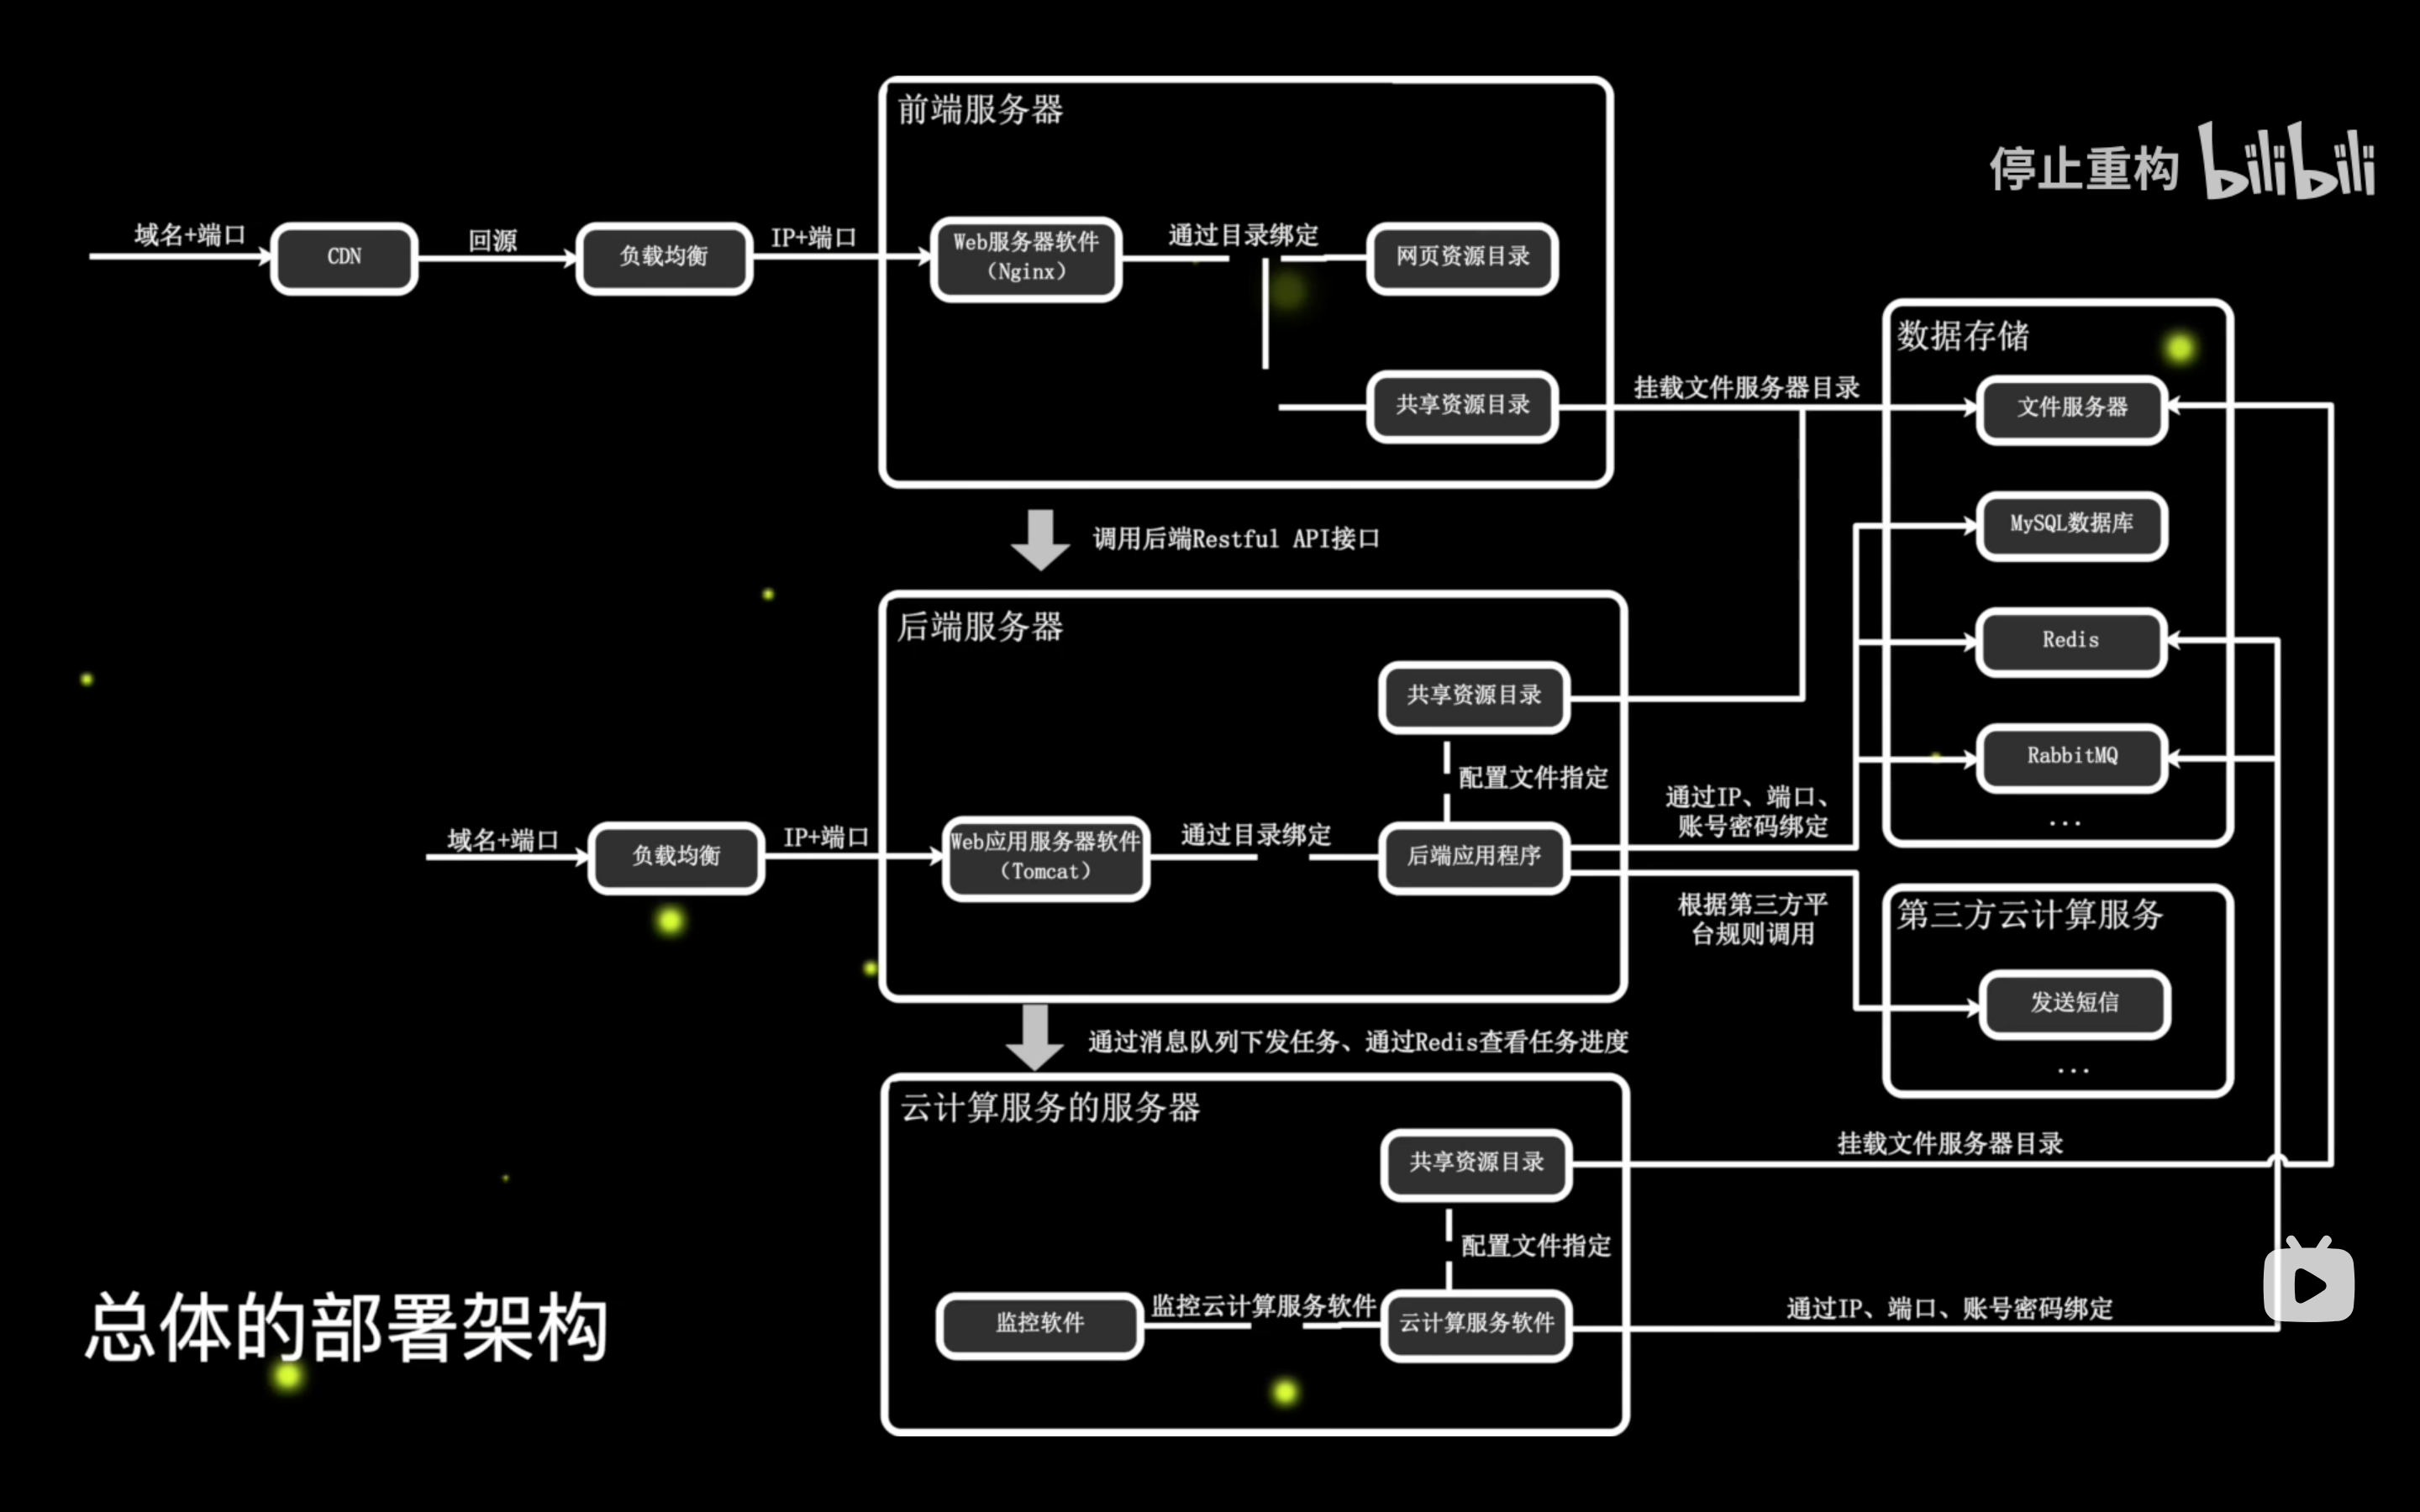 前端服务器
停止重构 bilibili
域名+端口
CDN
回源
负载均衡
IP+端口
Web服务器软件
（Nginx）
通过目录绑定
网页资源目录
共享资源目录
挂载文件服务器目录
数据存储
文件服务器
MySQL数据库
Redis
RabbitMQ
...
调用后端Restful API接口
后端服务器
共享资源目录
配置文件指定
域名+端口
负载均衡
IP+端口
Web应用服务器软件
（Tomcat）
通过目录绑定
后端应用程序
通过IP、端口、
账号密码绑定
根据第三方平
台规则调用
第三方云计算服务
发送短信
...
通过消息队列下发任务、通过Redis查看任务进度
云计算服务的服务器
共享资源目录
挂载文件服务器目录
配置文件指定
监控软件
监控云计算服务软件
云计算服务软件
通过IP、端口、账号密码绑定
总体的部署架构